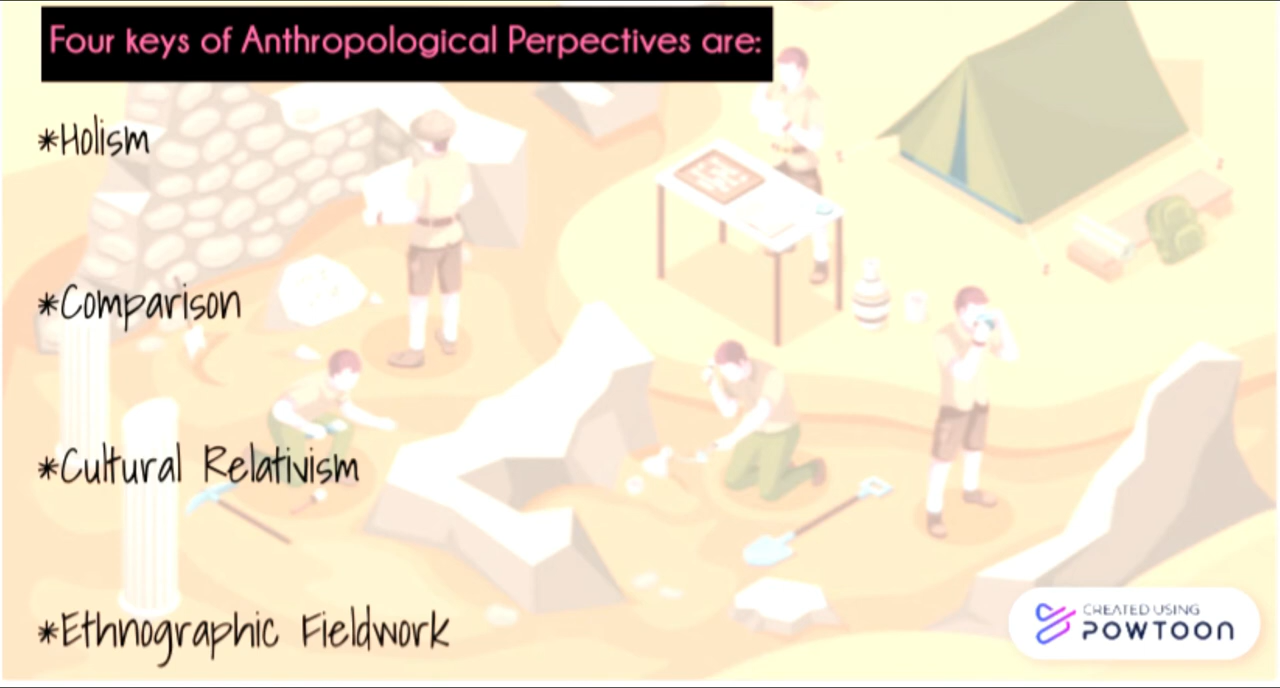 Four keys of Anthropological Perpectives are:
*Holism
*Comparison
*Cultural Relativism
*Ethnographic Fieldwork
CREATED USING
POWTOON